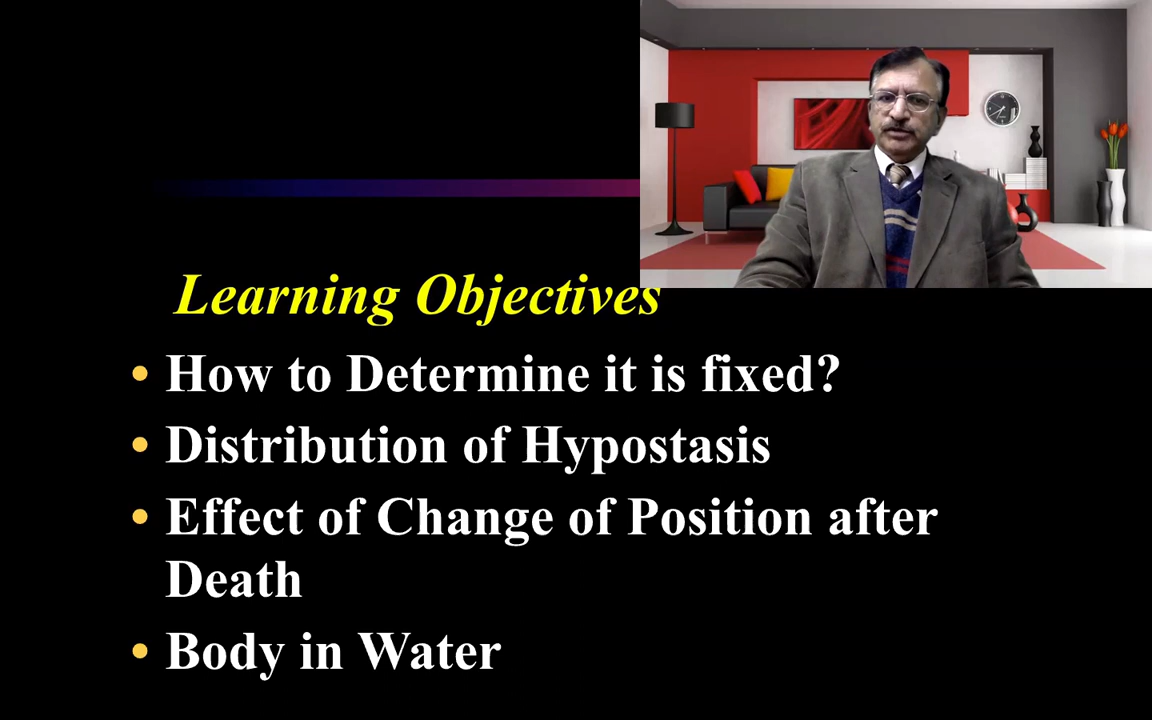 Learning Objectives
• How to Determine it is fixed?
• Distribution of Hypostasis
• Effect of Change of Position after
Death
• Body in Water